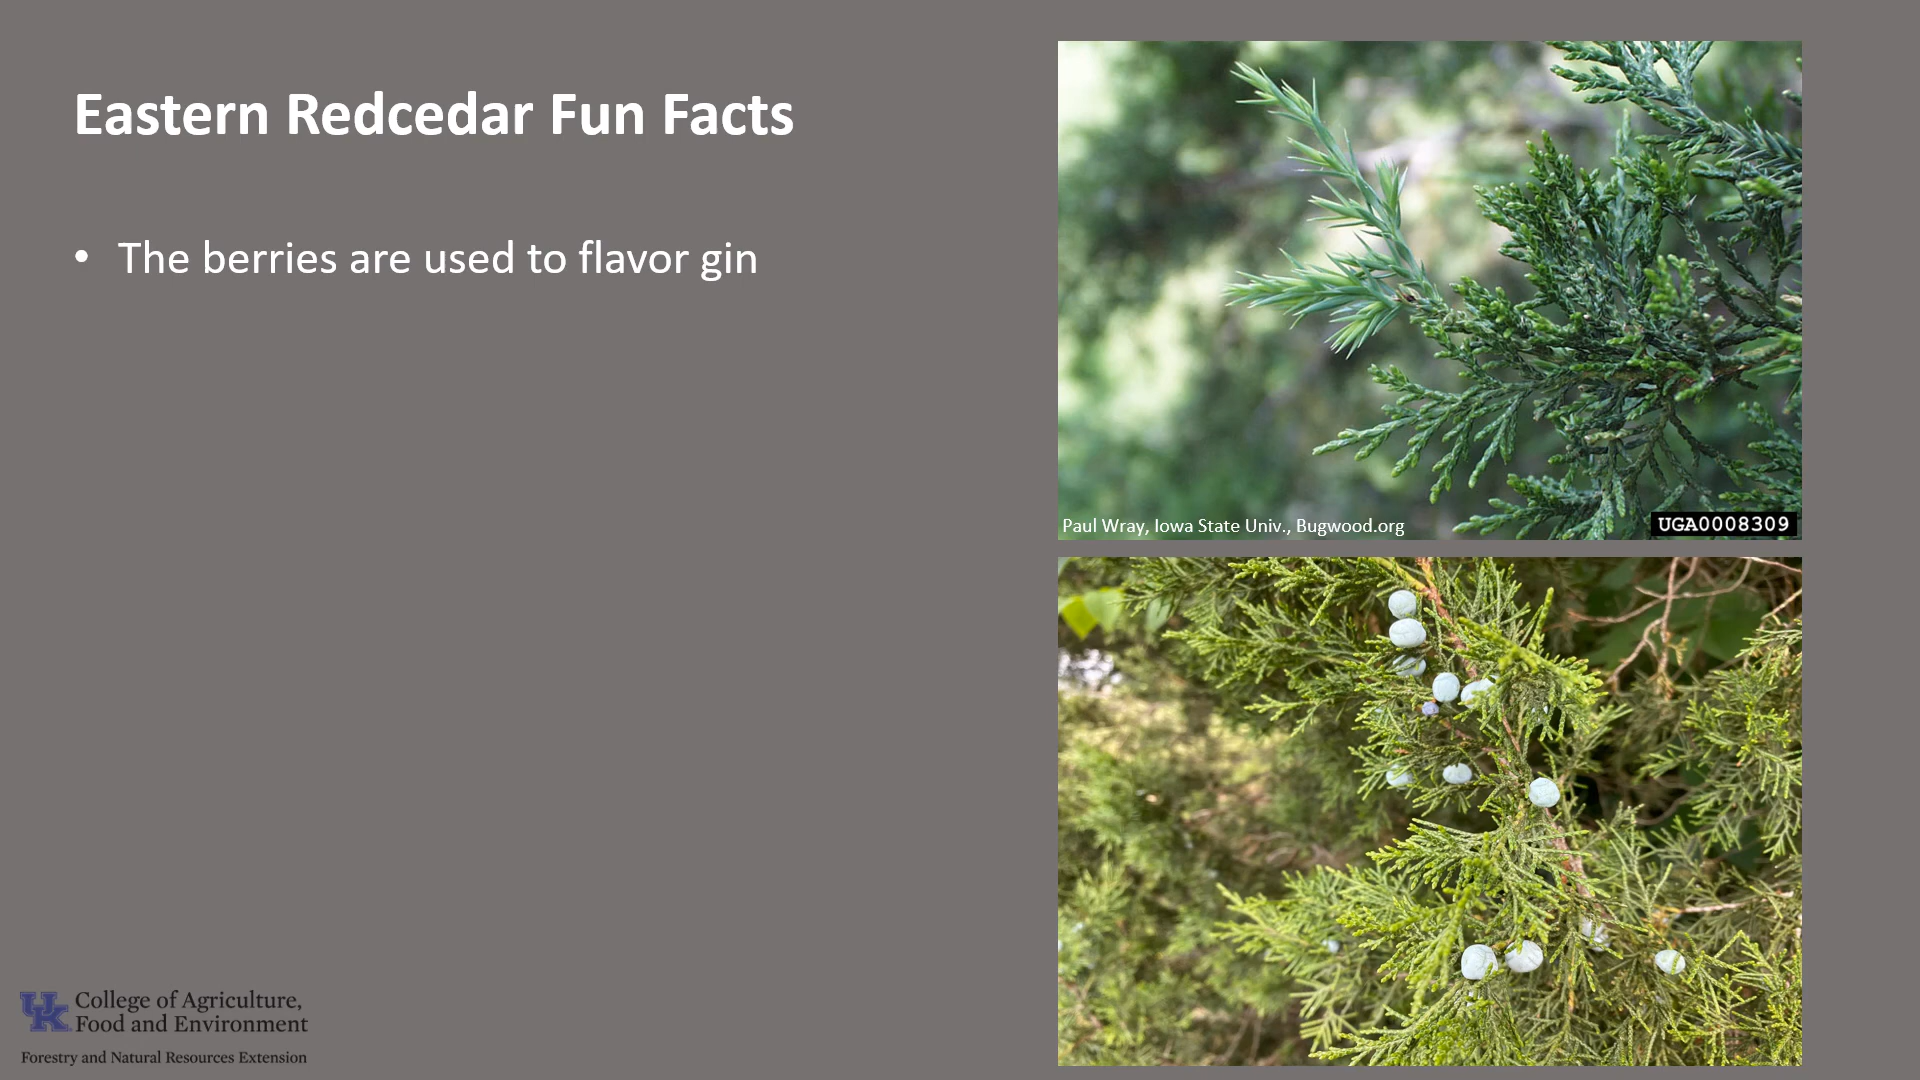 Eastern Redcedar Fun Facts
• The berries are used to flavor gin
Paul Wray, Iowa State Univ., Bugwood.org
UGA0008309
UK College of Agriculture,
Food and Environment
Forestry and Natural Resources Extension